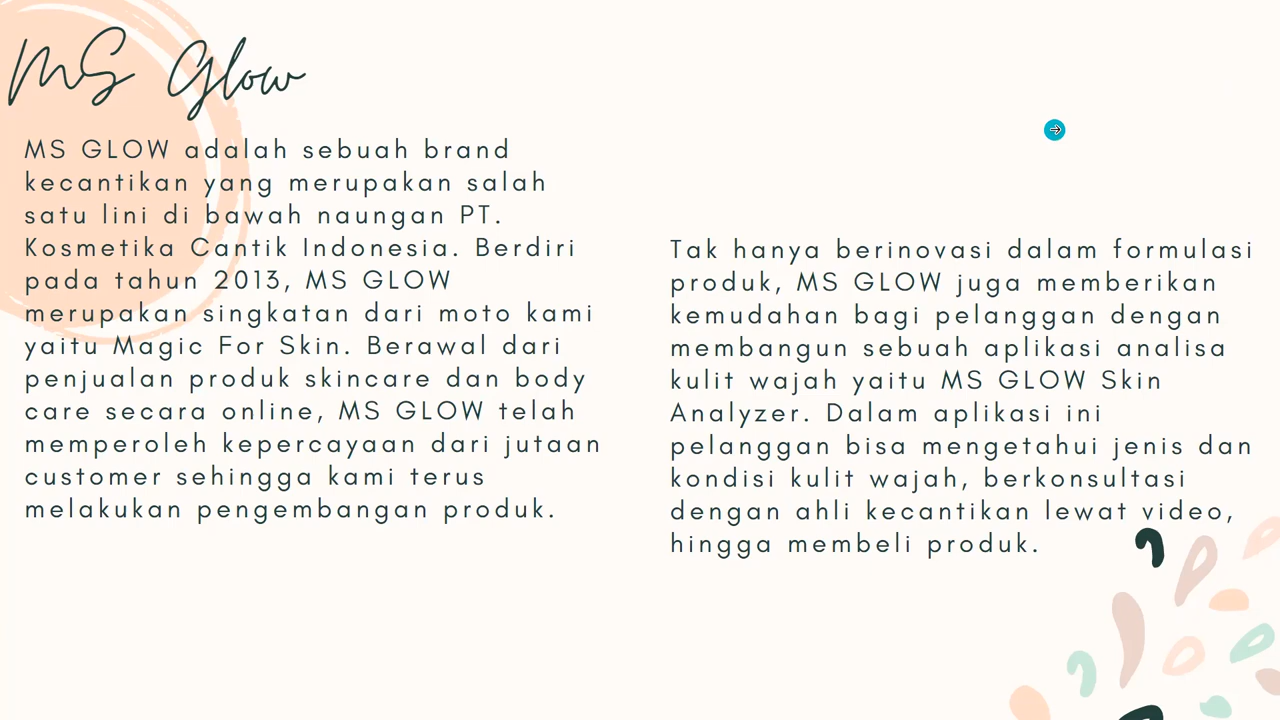 MS Glow
MS GLOW adalah sebuah brand
kecantikan yang merupakan salah
satu lini di bawah naungan PT.
Kosmetika Cantik Indonesia. Berdiri
pada tahun 2013, MS GLOW
merupakan singkatan dari moto kami
yaitu Magic For Skin. Berawal dari
penjualan produk skincare dan body
care secara online, MS GLOW telah
memperoleh kepercayaan dari jutaan
customer sehingga kami terus
melakukan pengembangan produk.
Tak hanya berinovasi dalam formulasi
produk, MS GLOW juga memberikan
kemudahan bagi pelanggan dengan
membangun sebuah aplikasi analisa
kulit wajah yaitu MS GLOW Skin
Analyzer. Dalam aplikasi ini
pelanggan bisa mengetahui jenis dan
kondisi kulit wajah, berkonsultasi
dengan ahli kecantikan lewat video,
hingga membeli produk.